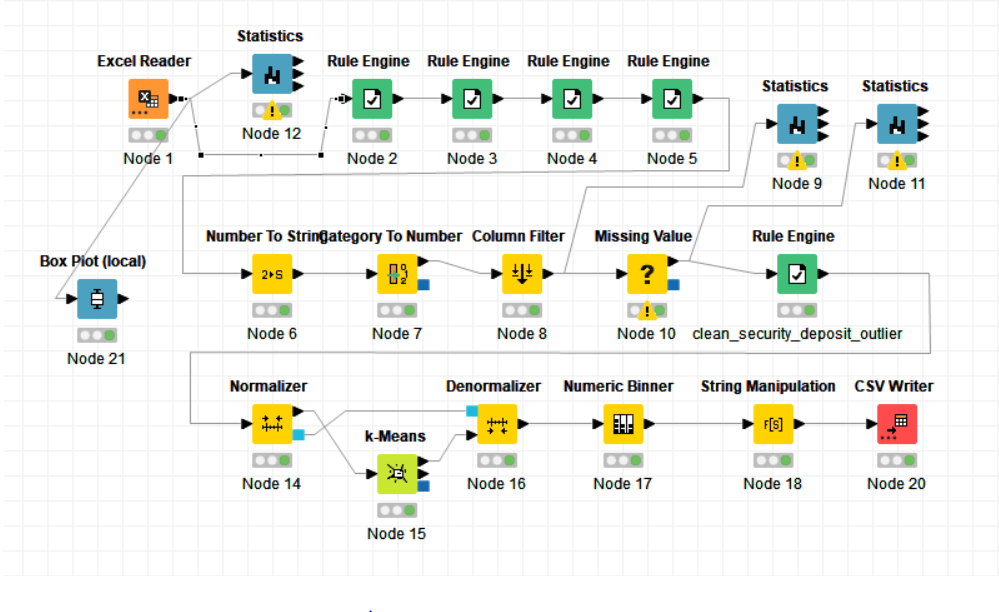 Statistics
Excel Reader
Rule Engine
Rule Engine
Rule Engine
Rule Engine
Node 12
Node 1
Node 2
Node 3
Node 4
Node 5
Statistics
Statistics
Node 9
Node 11
Number To String
Category To Number
Column Filter
Missing Value
Rule Engine
Box Plot (local)
2▸S
?
Node 6
Node 7
Node 8
Node 10
clean_security_deposit_outlier
Node 21
Normalizer
Denormalizer
Numeric Binner
String Manipulation
CSV Writer
k-Means
F[S]
Node 14
Node 16
Node 17
Node 18
Node 20
Node 15